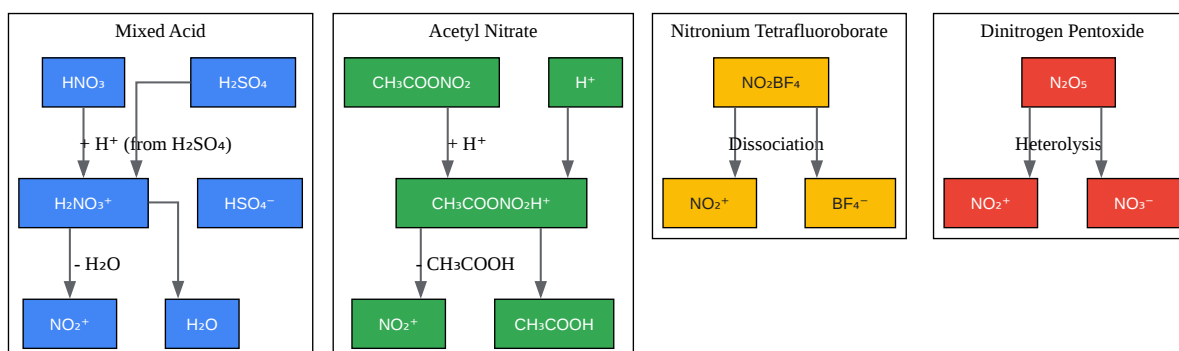 Mixed Acid
HNO₃
H₂SO₄
+ H⁺ (from H₂SO₄)
H₂NO₃⁺
HSO₄⁻
- H₂O
NO₂⁺
H₂O
Acetyl Nitrate
CH₃COONO₂
H⁺
+ H⁺
CH₃COONO₂H⁺
- CH₃COOH
NO₂⁺
CH₃COOH
Nitronium Tetrafluoroborate
NO₂BF₄
Dissociation
NO₂⁺
BF₄⁻
Dinitrogen Pentoxide
N₂O₅
Heterolysis
NO₂⁺
NO₃⁻